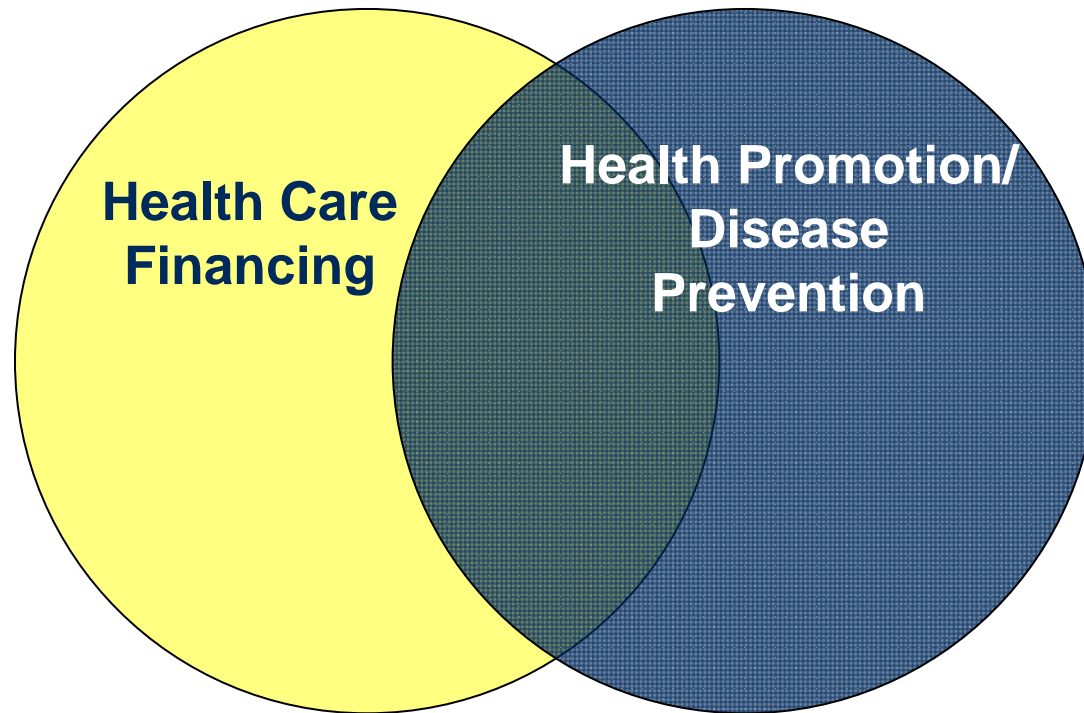 Health Care
Financing
Health Promotion/
Disease
Prevention